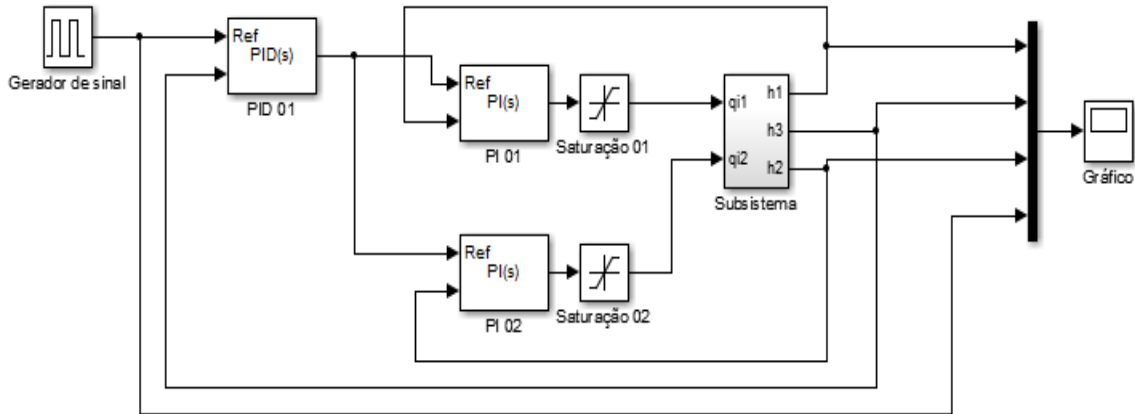 Gerador de sinal
Ref
PID(s)
PID 01
Ref
PI(s)
PI 01
Saturação 01
qi1
qi2
h1
h3
h2
Subsistema
Gráfico
Ref
PI(s)
PI 02
Saturação 02